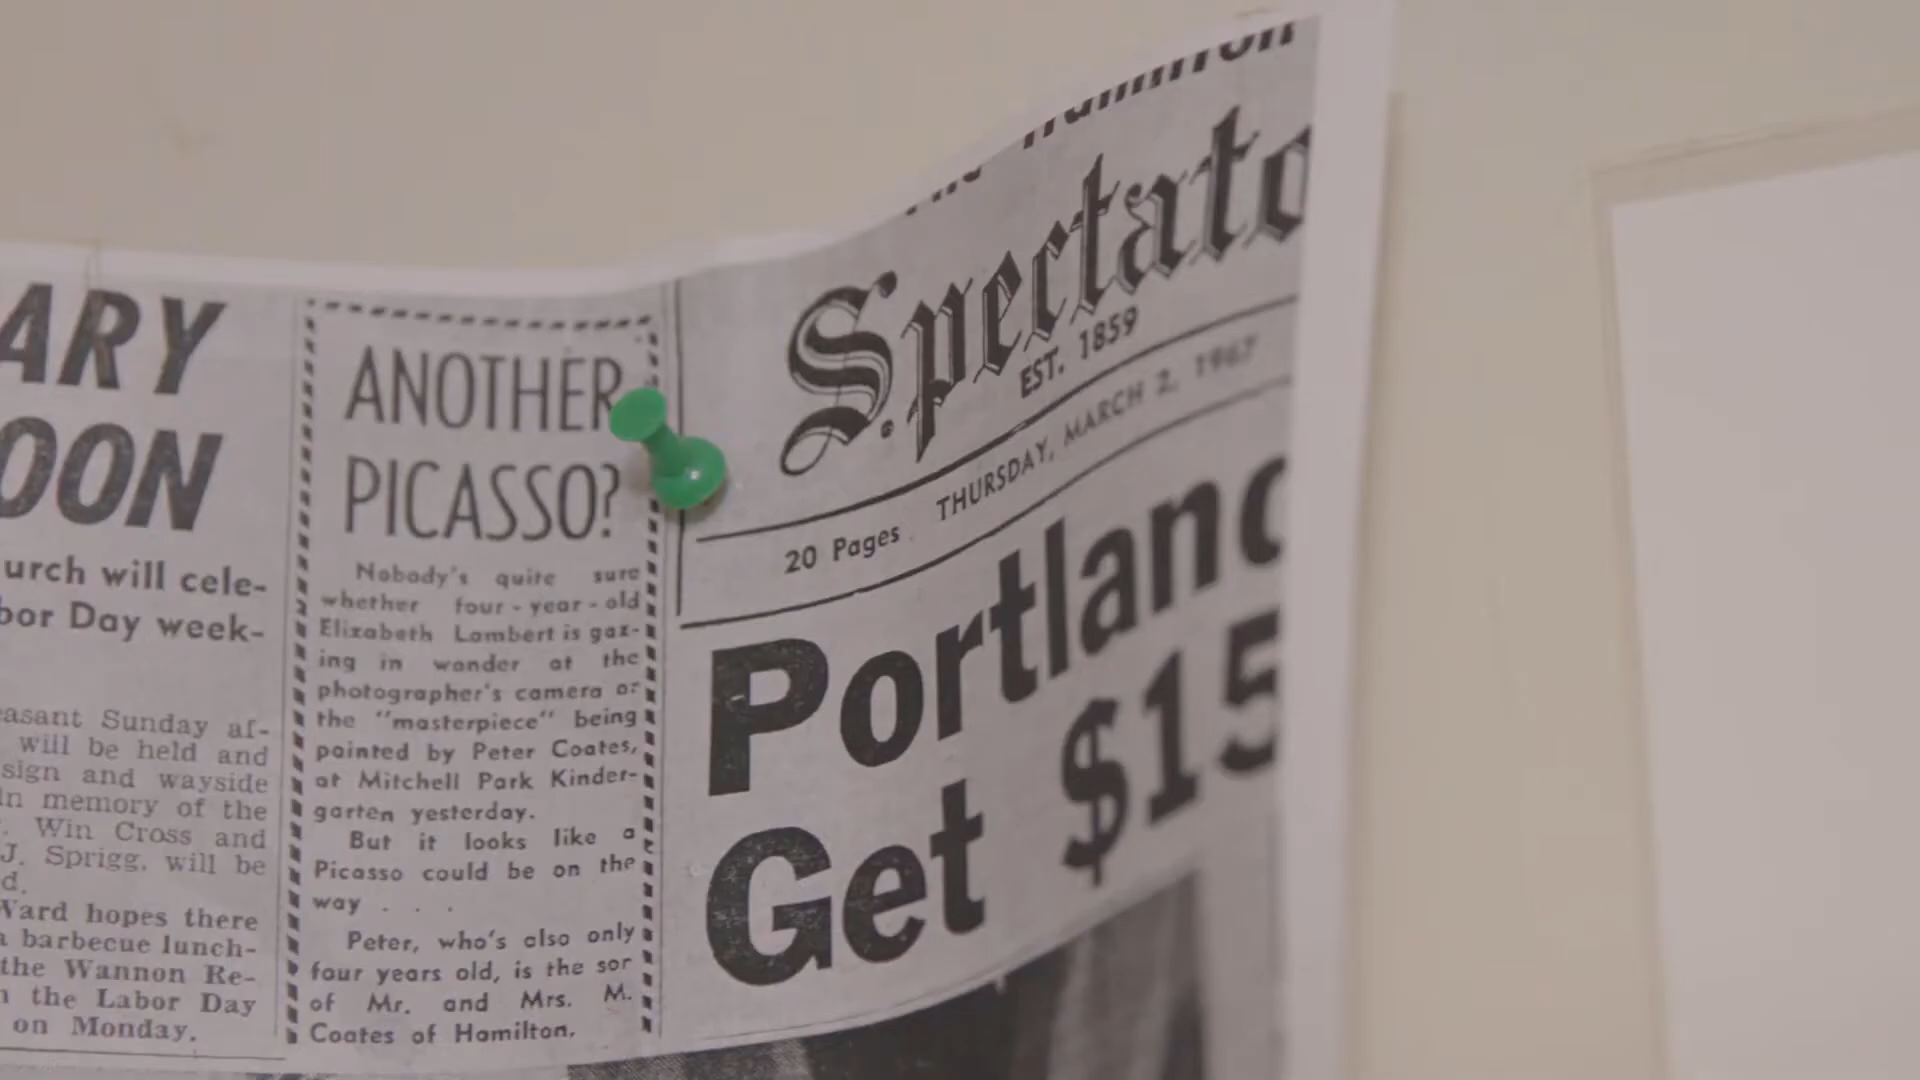 ARY
OON
urch will cele-
bor Day week-
easant Sunday af-
will be held and
sign and wayside
In memory of the
. Win Cross and
J. Sprigg, will be
d.
Ward hopes there
a barbecue lunch-
the Wannon Re-
n the Labor Day
on Monday.
ANOTHER
PICASSO?
Nobody's quite sure
whether four-year-old
Elizabeth Lambert is gaz-
ing in wonder at the
photographer's camera or
the "masterpiece" being
painted by Peter Coates,
at Mitchell Park Kinder-
garten yesterday.
But it looks like a
Picasso could be on the
way . . .
Peter, who's also only
four years old, is the sor
of Mr. and Mrs. M.
Coates of Hamilton.
Spectato
EST. 1859
20 Pages THURSDAY, MARCH 2, 1967
Portland
Get $15